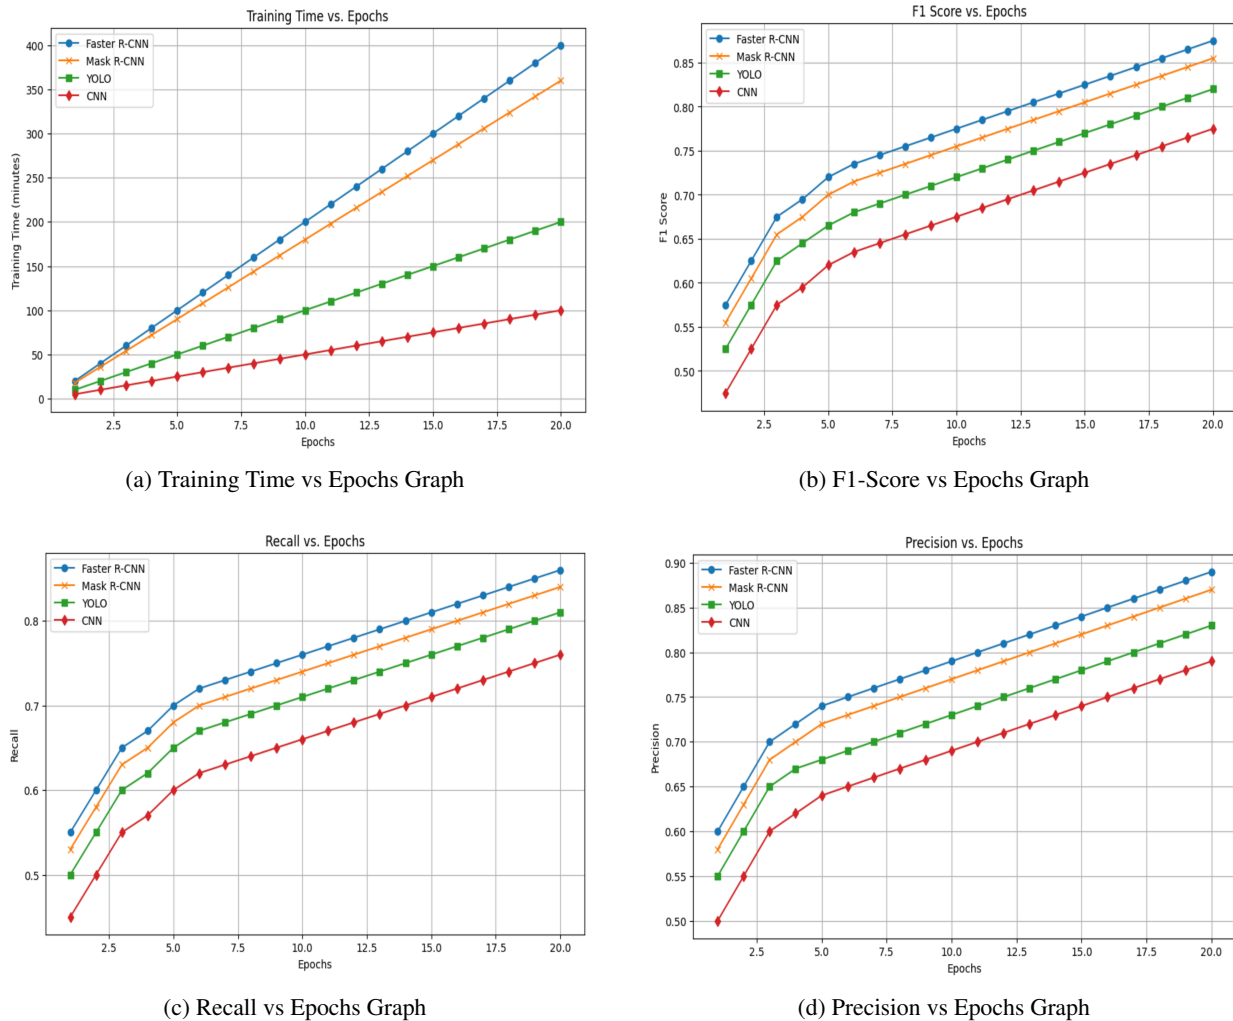 Training Time vs. Epochs
Faster R-CNN
Mask R-CNN
YOLO
CNN
400
350
300
250
200
150
100
50
0
Training Time (minutes)
2.5 5.0 7.5 10.0 12.5 15.0 17.5 20.0
Epochs
(a) Training Time vs Epochs Graph
F1 Score vs. Epochs
Faster R-CNN
Mask R-CNN
YOLO
CNN
0.85
0.80
0.75
0.70
0.65
0.60
0.55
0.50
F1 Score
2.5 5.0 7.5 10.0 12.5 15.0 17.5 20.0
Epochs
(b) F1-Score vs Epochs Graph
Recall vs. Epochs
Faster R-CNN
Mask R-CNN
YOLO
CNN
0.8
0.7
0.6
0.5
Recall
2.5 5.0 7.5 10.0 12.5 15.0 17.5 20.0
Epochs
(c) Recall vs Epochs Graph
Precision vs. Epochs
Faster R-CNN
Mask R-CNN
YOLO
CNN
0.90
0.85
0.80
0.75
0.70
0.65
0.60
0.55
0.50
Precision
2.5 5.0 7.5 10.0 12.5 15.0 17.5 20.0
Epochs
(d) Precision vs Epochs Graph